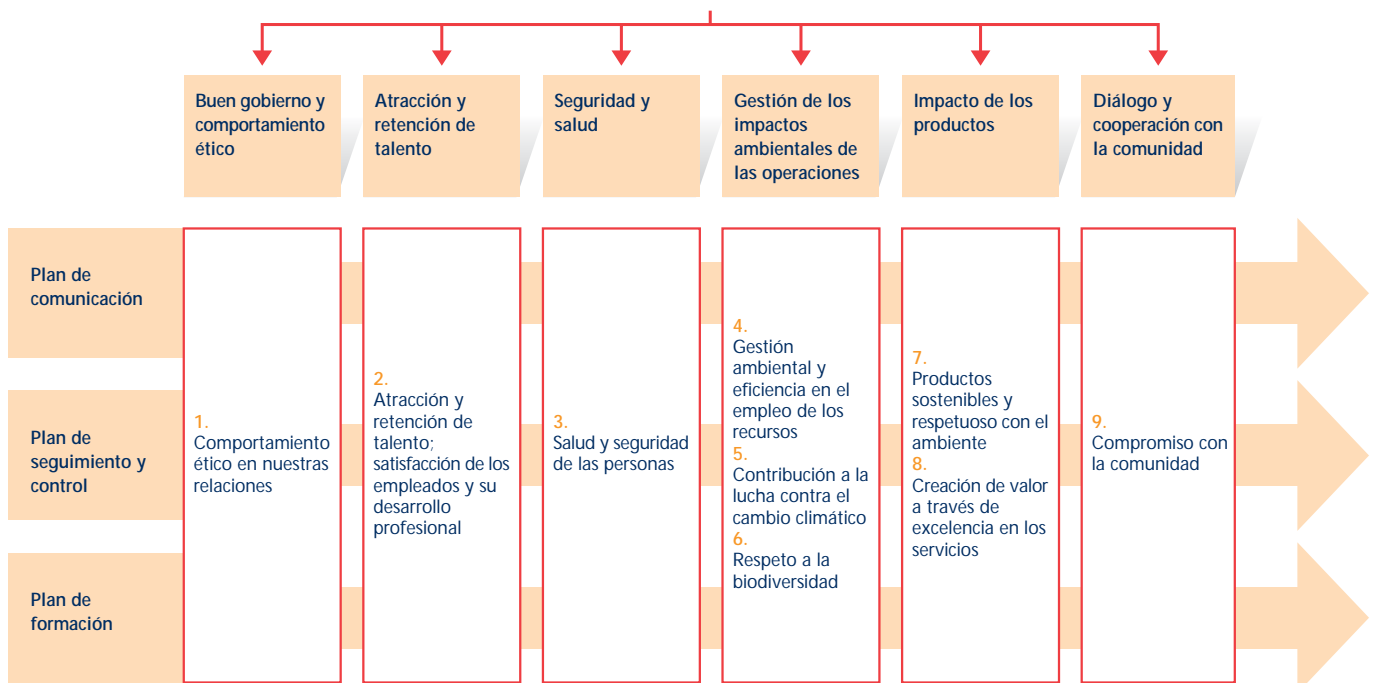 Buen gobierno y
comportamiento
ético
Atracción y
retención de
talento
Seguridad y
salud
Gestión de los
impactos
ambientales de
las operaciones
Impacto de los
productos
Diálogo y
cooperación con
la comunidad
Plan de
comunicación
Plan de
seguimiento y
control
Plan de
formación
1.
Comportamiento
ético en nuestras
relaciones
2.
Atracción y
retención de
talento;
satisfacción de los
empleados y su
desarrollo
profesional
3.
Salud y seguridad
de las personas
4.
Gestión
ambiental y
eficiencia en el
empleo de los
recursos
5.
Contribución a la
lucha contra el
cambio climático
6.
Respeto a la
biodiversidad
7.
Productos
sostenibles y
respetuoso con el
ambiente
8.
Creación de valor
a través de
excelencia en los
servicios
9.
Compromiso con
la comunidad